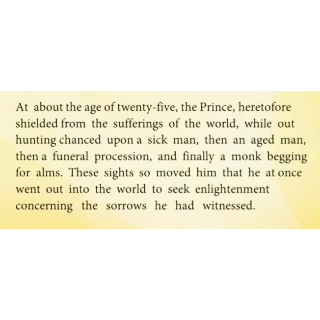 At about the age of twenty-five, the Prince, heretofore
shielded from the sufferings of the world, while out
hunting chanced upon a sick man, then an aged man,
then a funeral procession, and finally a monk begging
for alms. These sights so moved him that he at once
went out into the world to seek enlightenment
concerning the sorrows he had witnessed.